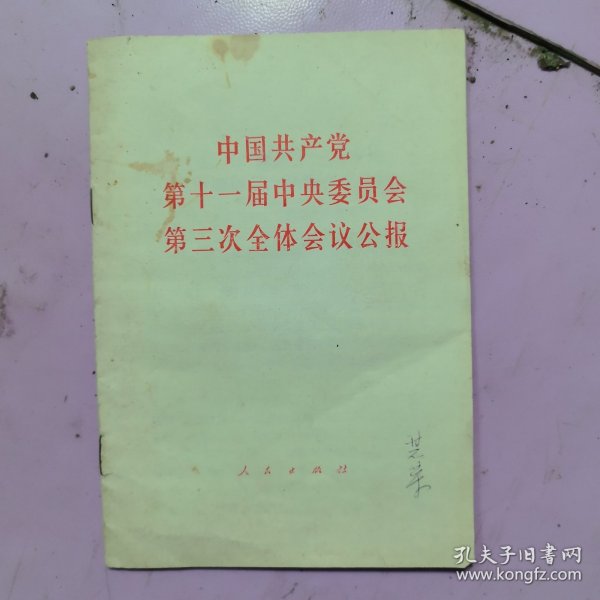 中国共产党
第十一届中央委员会
第三次全体会议公报
人民出版社
孔夫子旧书网
www.kongfz.com